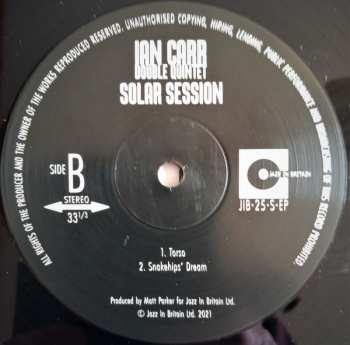 ALL RIGHTS OF THE PRODUCER AND THE OWNER OF THE WORKS REPRODUCED RESERVED. UNAUTHORISED COPYING, HIRING, LENDING, PUBLIC PERFORMANCE AND BROADCASTING OF THIS RECORD PROHIBITED.
IAN CARR
DOUBLE QUINTET
SOLAR SESSION
SIDE B
STEREO
33 1/3
JAZZ IN BRITAIN
JIB-25-S-EP
1. Torso
2. Snakehips' Dream
Produced by Matt Parker for Jazz In Britain Ltd.
© Jazz In Britain Ltd. 2021